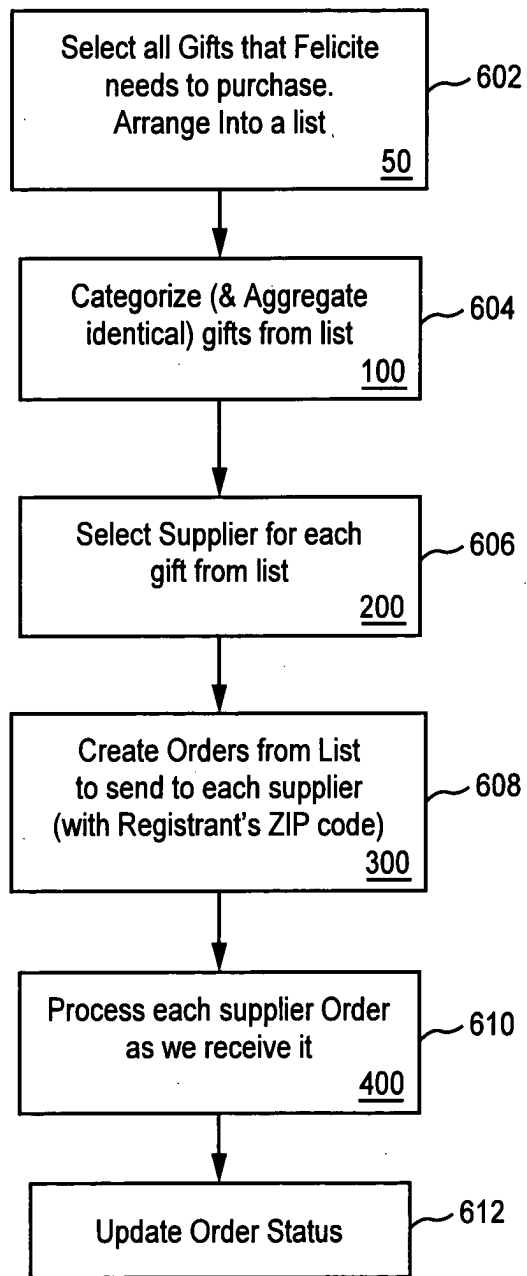 Select all Gifts that Felicite
needs to purchase.
Arrange Into a list
50
602
Categorize (& Aggregate
identical) gifts from list
100
604
Select Supplier for each
gift from list
200
606
Create Orders from List
to send to each supplier
(with Registrant's ZIP code)
300
608
Process each supplier Order
as we receive it
400
610
Update Order Status
612